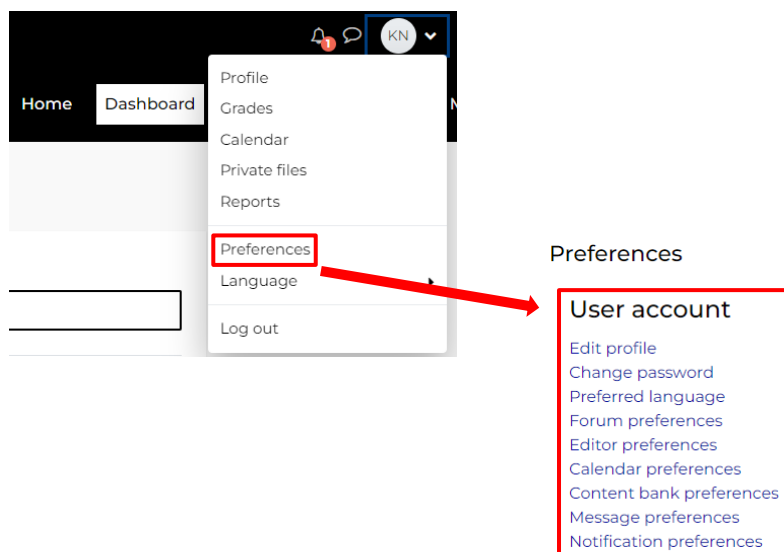 1
KN
Home
Dashboard
Profile
Grades
Calendar
Private files
Reports
Preferences
Language
Log out
Preferences
User account
Edit profile
Change password
Preferred language
Forum preferences
Editor preferences
Calendar preferences
Content bank preferences
Message preferences
Notification preferences